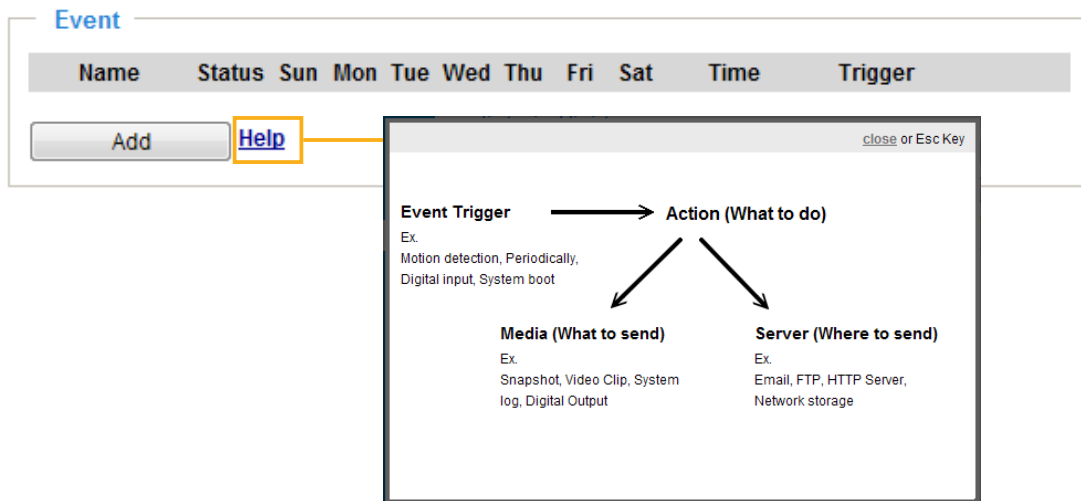 Event
Name Status Sun Mon Tue Wed Thu Fri Sat Time Trigger
Add Help
close or Esc Key
Event Trigger
Ex.
Motion detection, Periodically,
Digital input, System boot
Action (What to do)
Media (What to send)
Ex.
Snapshot, Video Clip, System
log, Digital Output
Server (Where to send)
Ex.
Email, FTP, HTTP Server,
Network storage